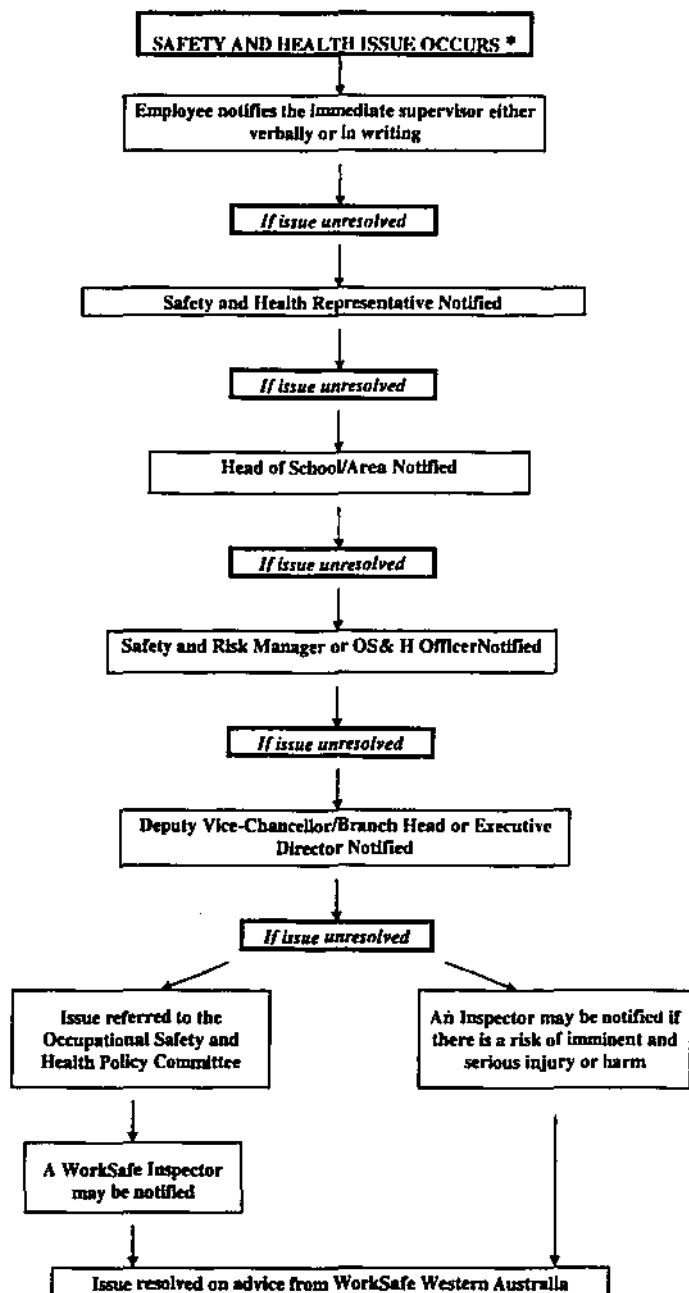 SAFETY AND HEALTH ISSUE OCCURS *
Employee notifies the immediate supervisor either
verbally or in writing
If issue unresolved
Safety and Health Representative Notified
If issue unresolved
Head of School/Area Notified
If issue unresolved
Safety and Risk Manager or OS& H OfficerNotified
If issue unresolved
Deputy Vice-Chancellor/Branch Head or Executive
Director Notified
If issue unresolved
Issue referred to the
Occupational Safety and
Health Policy Committee
An Inspector may be notified if
there is a risk of imminent and
serious injury or harm
A WorkSafe Inspector
may be notified
Issue resolved on advice from WorkSafe Western Australia